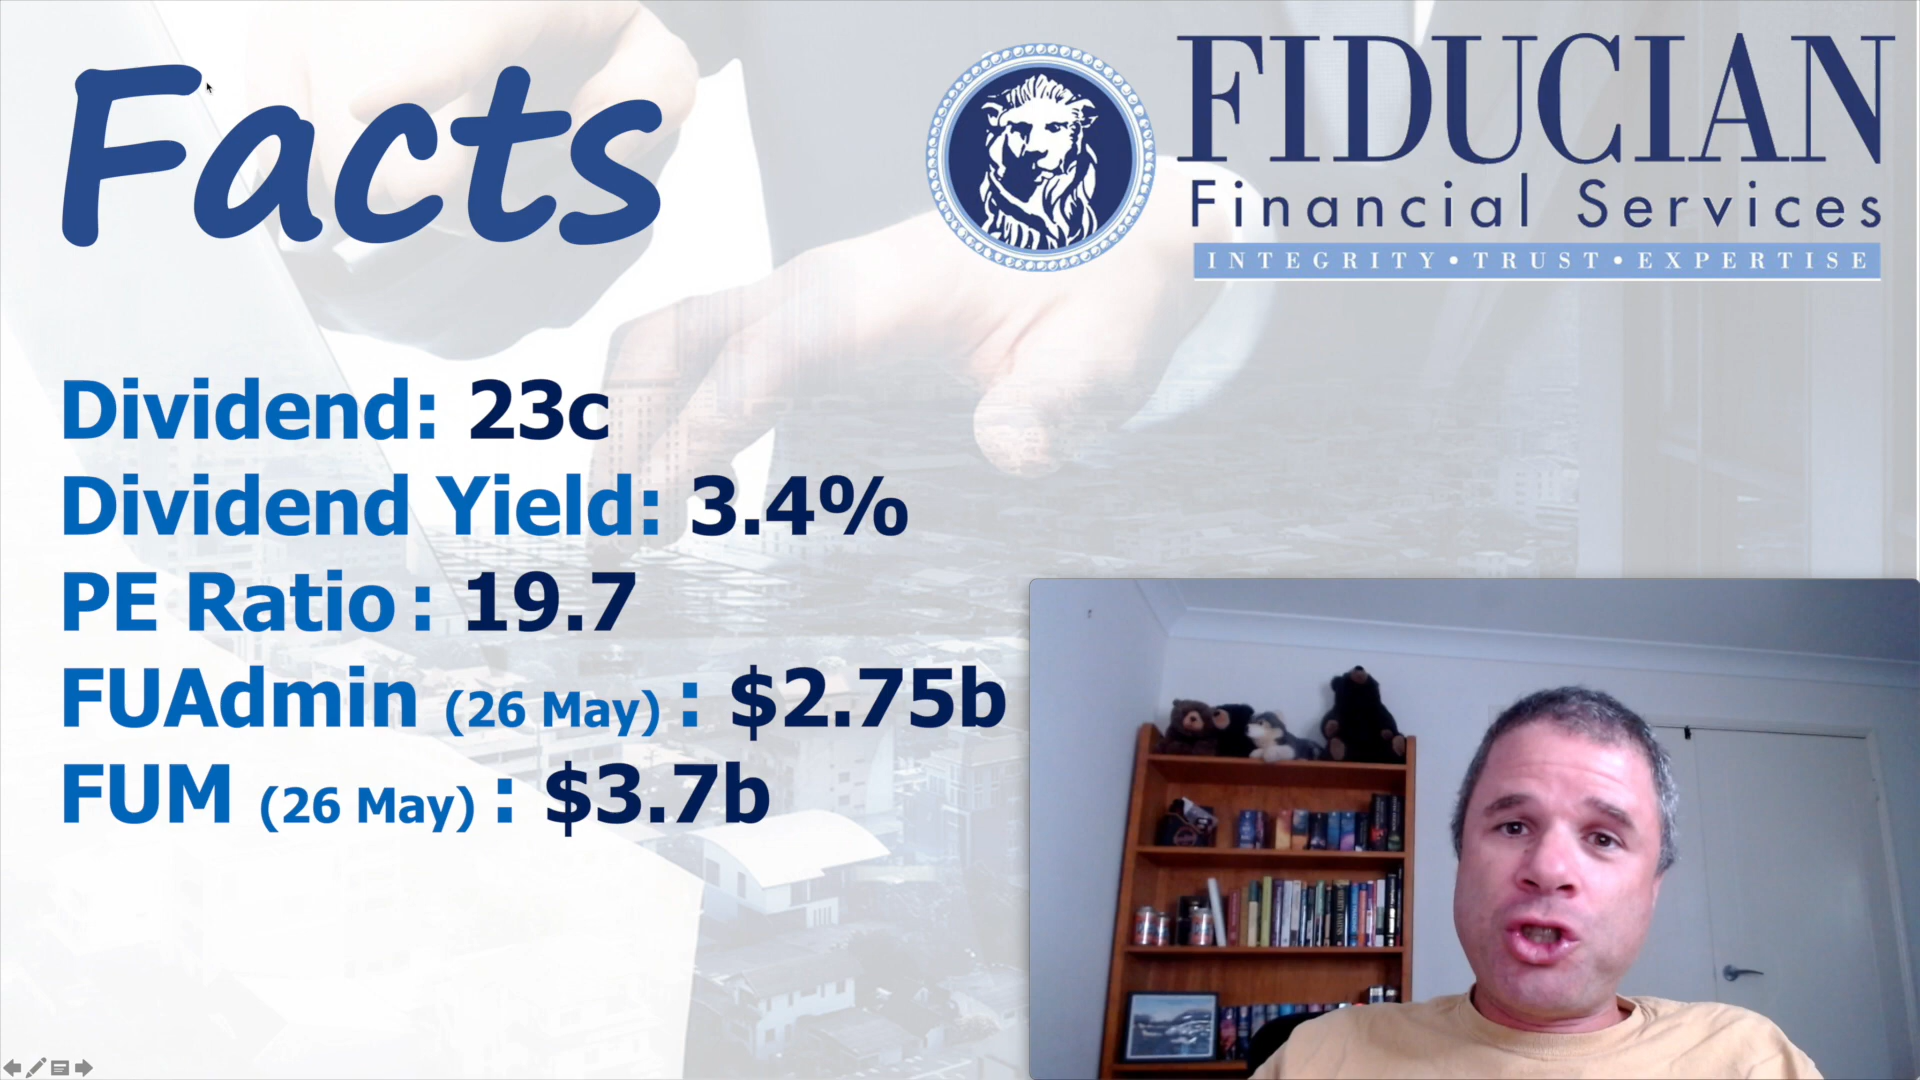 Facts
FIDUCIAN
Financial Services
INTEGRITY • TRUST • EXPERTISE
Dividend: 23c
Dividend Yield: 3.4%
PE Ratio : 19.7
FUAdmin (26 May) : $2.75b
FUM (26 May) : $3.7b